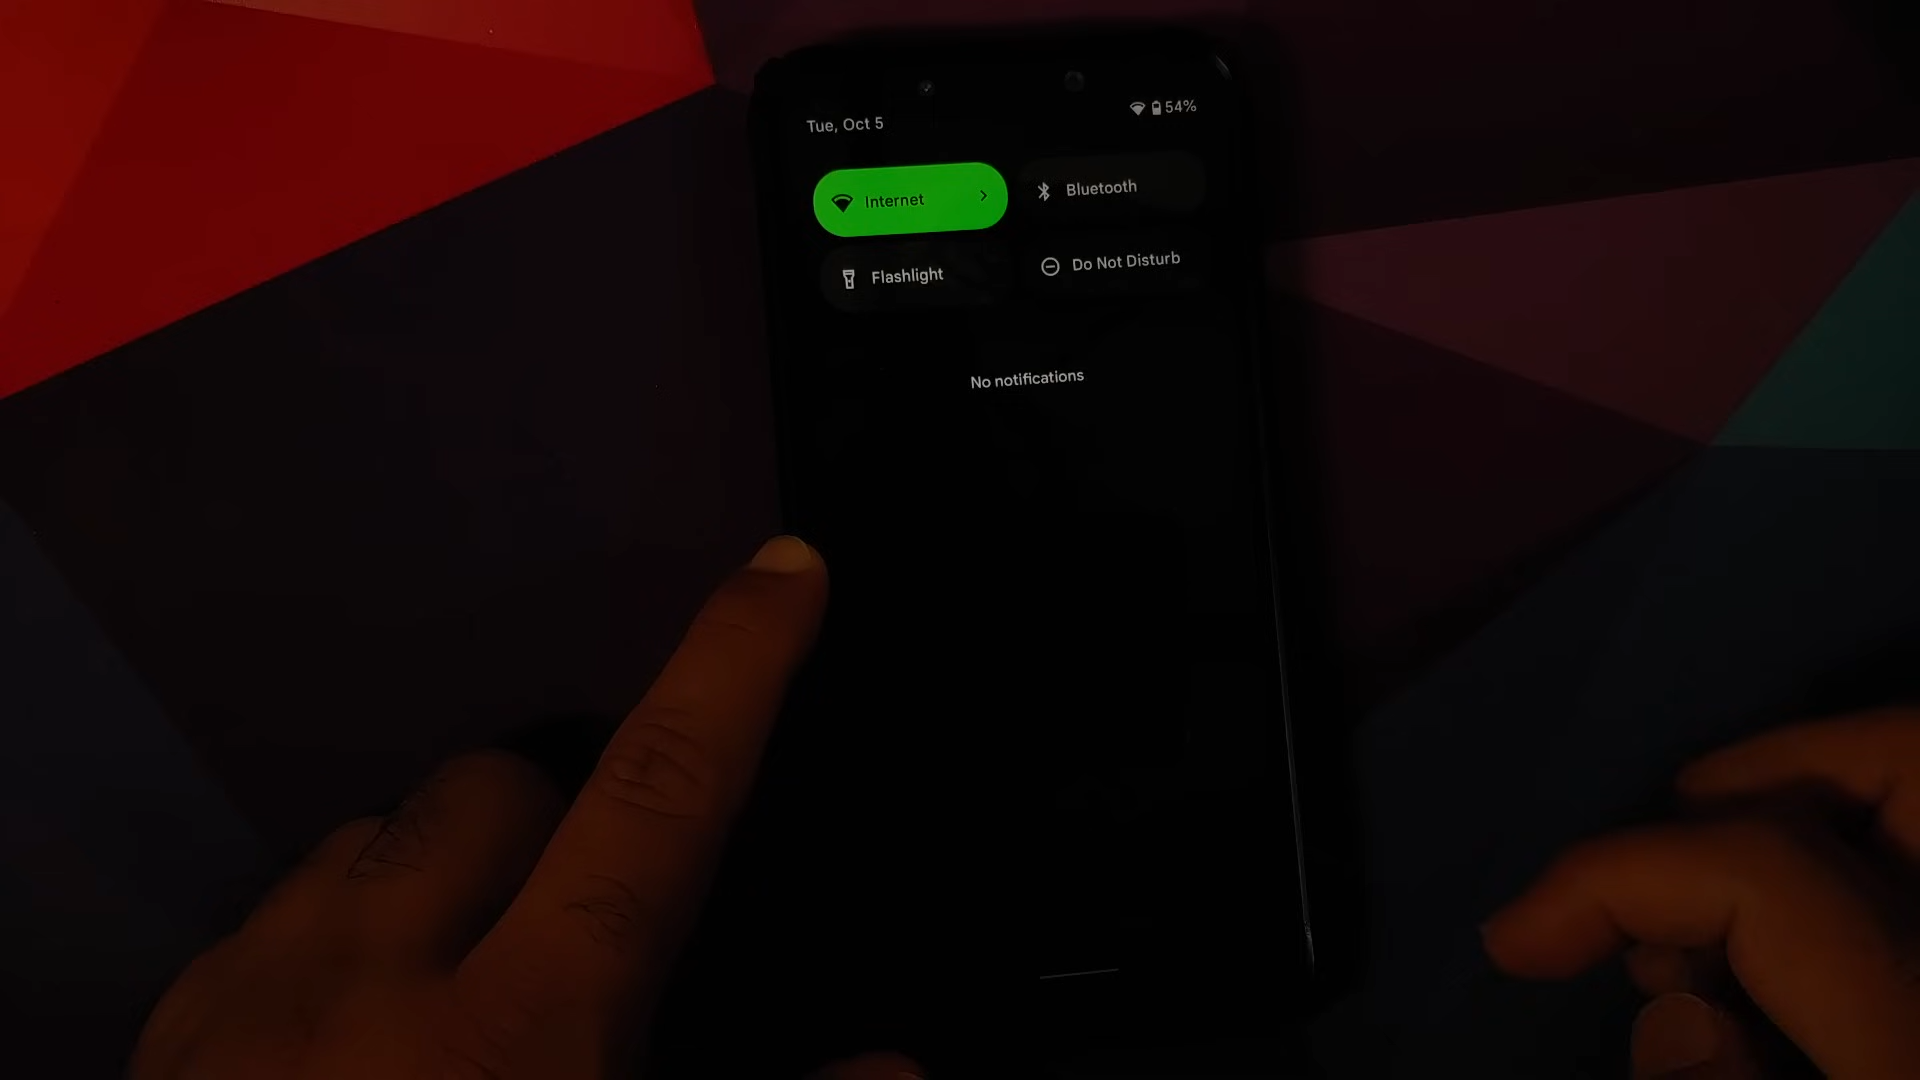 Tue, Oct 5
54%
Internet
Bluetooth
Flashlight
Do Not Disturb
No notifications